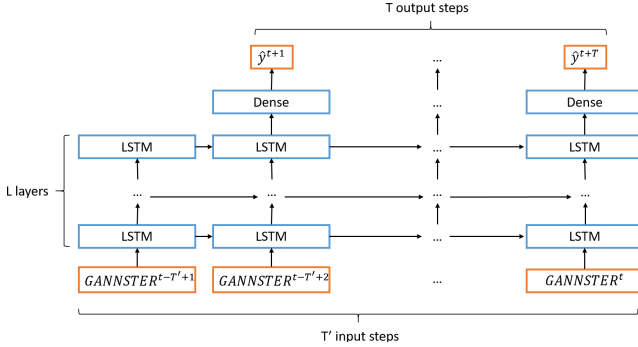 T output steps
ŷ^{t+1} ... ŷ^{t+T}
Dense ... Dense
LSTM LSTM ... LSTM
L layers
... ... ... ...
LSTM LSTM ... LSTM
GANNSTER^{t−T′+1} GANNSTER^{t−T′+2} ... GANNSTER^{t}
T′ input steps